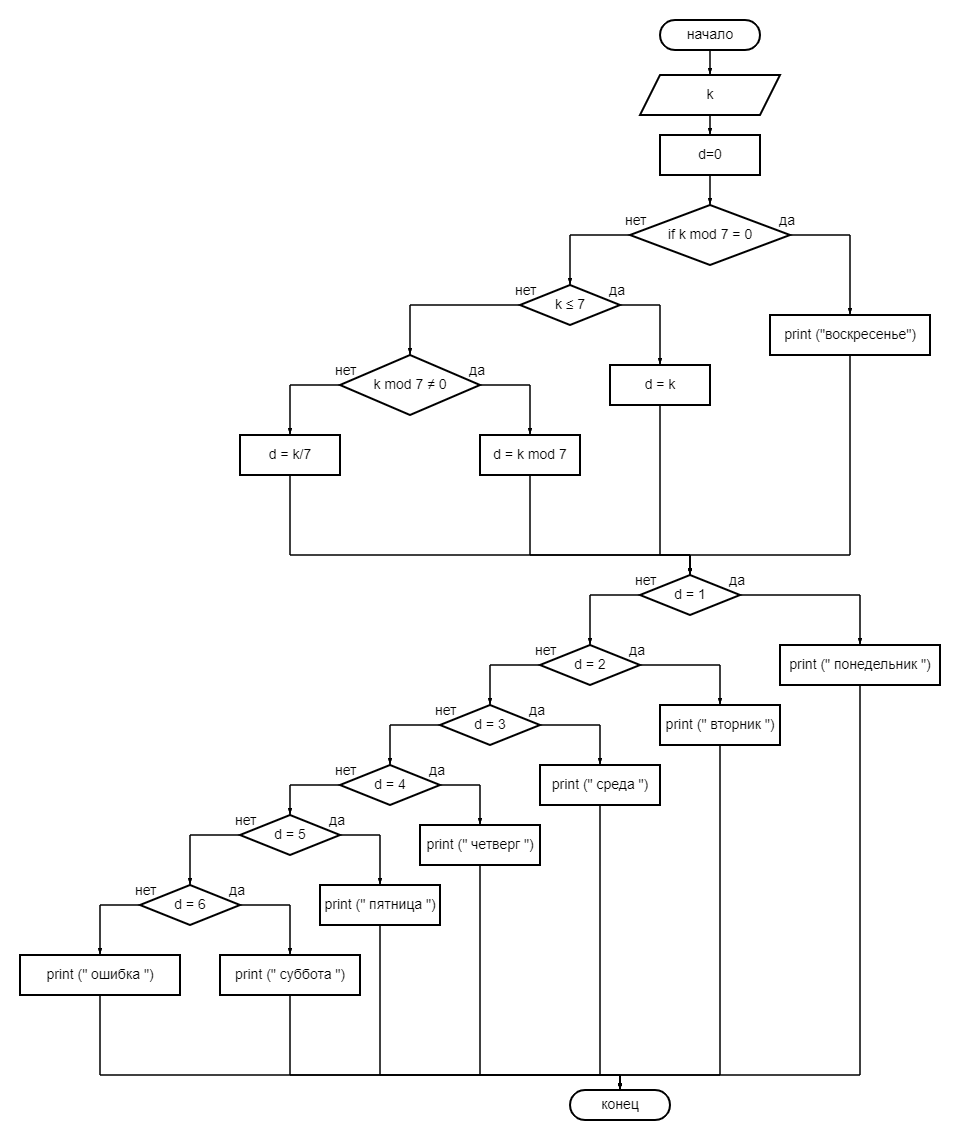 начало
k
d=0
нет
if k mod 7 = 0
да
нет
k ≤ 7
да
print ("воскресенье")
нет
k mod 7 ≠ 0
да
d = k
d = k/7
d = k mod 7
нет
d = 1
да
нет
d = 2
да
print (" понедельник ")
нет
d = 3
да
print (" вторник ")
нет
d = 4
да
print (" среда ")
нет
d = 5
да
print (" четверг ")
нет
d = 6
да
print (" пятница ")
print (" ошибка ")
print (" суббота ")
конец